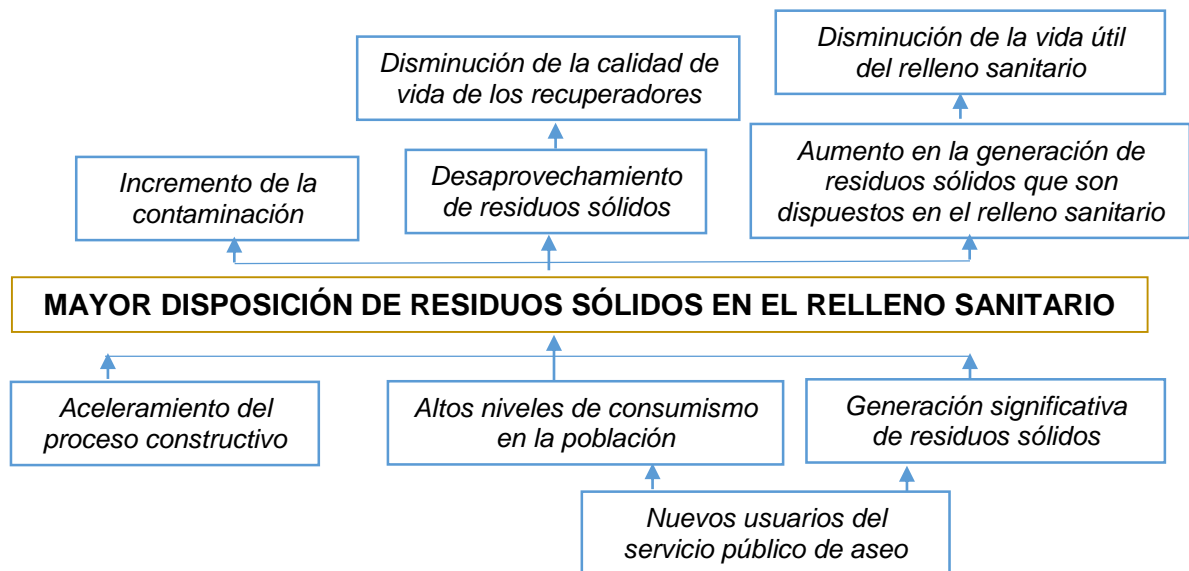 Disminución de la vida útil
del relleno sanitario
Disminución de la calidad de
vida de los recuperadores
Incremento de la
contaminación
Desaprovechamiento
de residuos sólidos
Aumento en la generación de
residuos sólidos que son
dispuestos en el relleno sanitario
MAYOR DISPOSICIÓN DE RESIDUOS SÓLIDOS EN EL RELLENO SANITARIO
Aceleramiento del
proceso constructivo
Altos niveles de consumismo
en la población
Generación significativa
de residuos sólidos
Nuevos usuarios del
servicio público de aseo